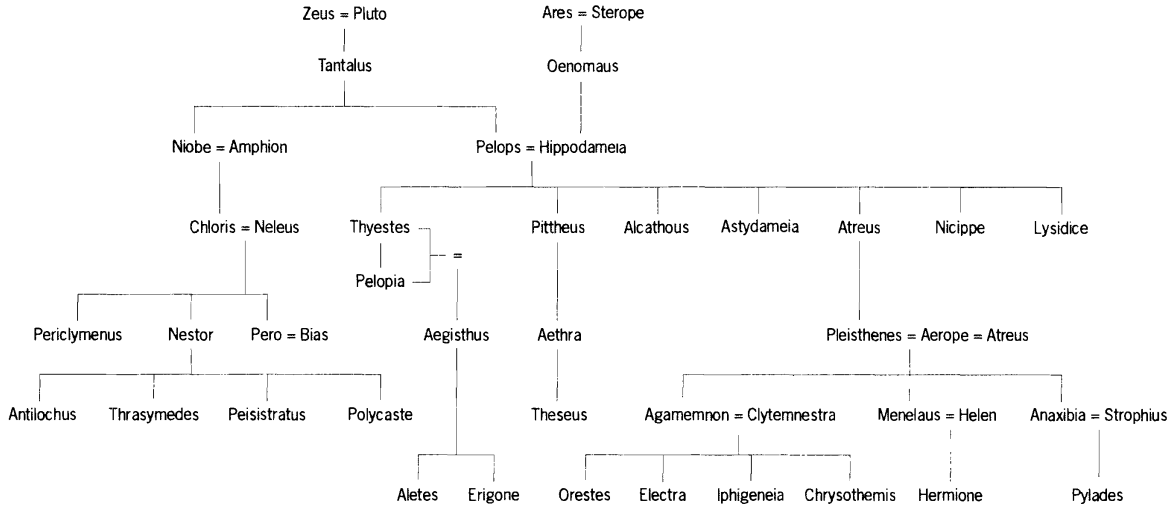 Zeus = Pluto Ares = Sterope
Tantalus Oenomaus
Niobe = Amphion Pelops = Hippodameia
Chloris = Neleus Thyestes Pittheus Alcathous Astydameia Atreus Nicippe Lysidice
=
Pelopia
Periclymenus Nestor Pero = Bias Aegisthus Aethra Pleisthenes = Aerope = Atreus
Antilochus Thrasymedes Peisistratus Polycaste Theseus Agamemnon = Clytemnestra Menelaus = Helen Anaxibia = Strophius
Aletes Erigone Orestes Electra Iphigeneia Chrysothemis Hermione Pylades